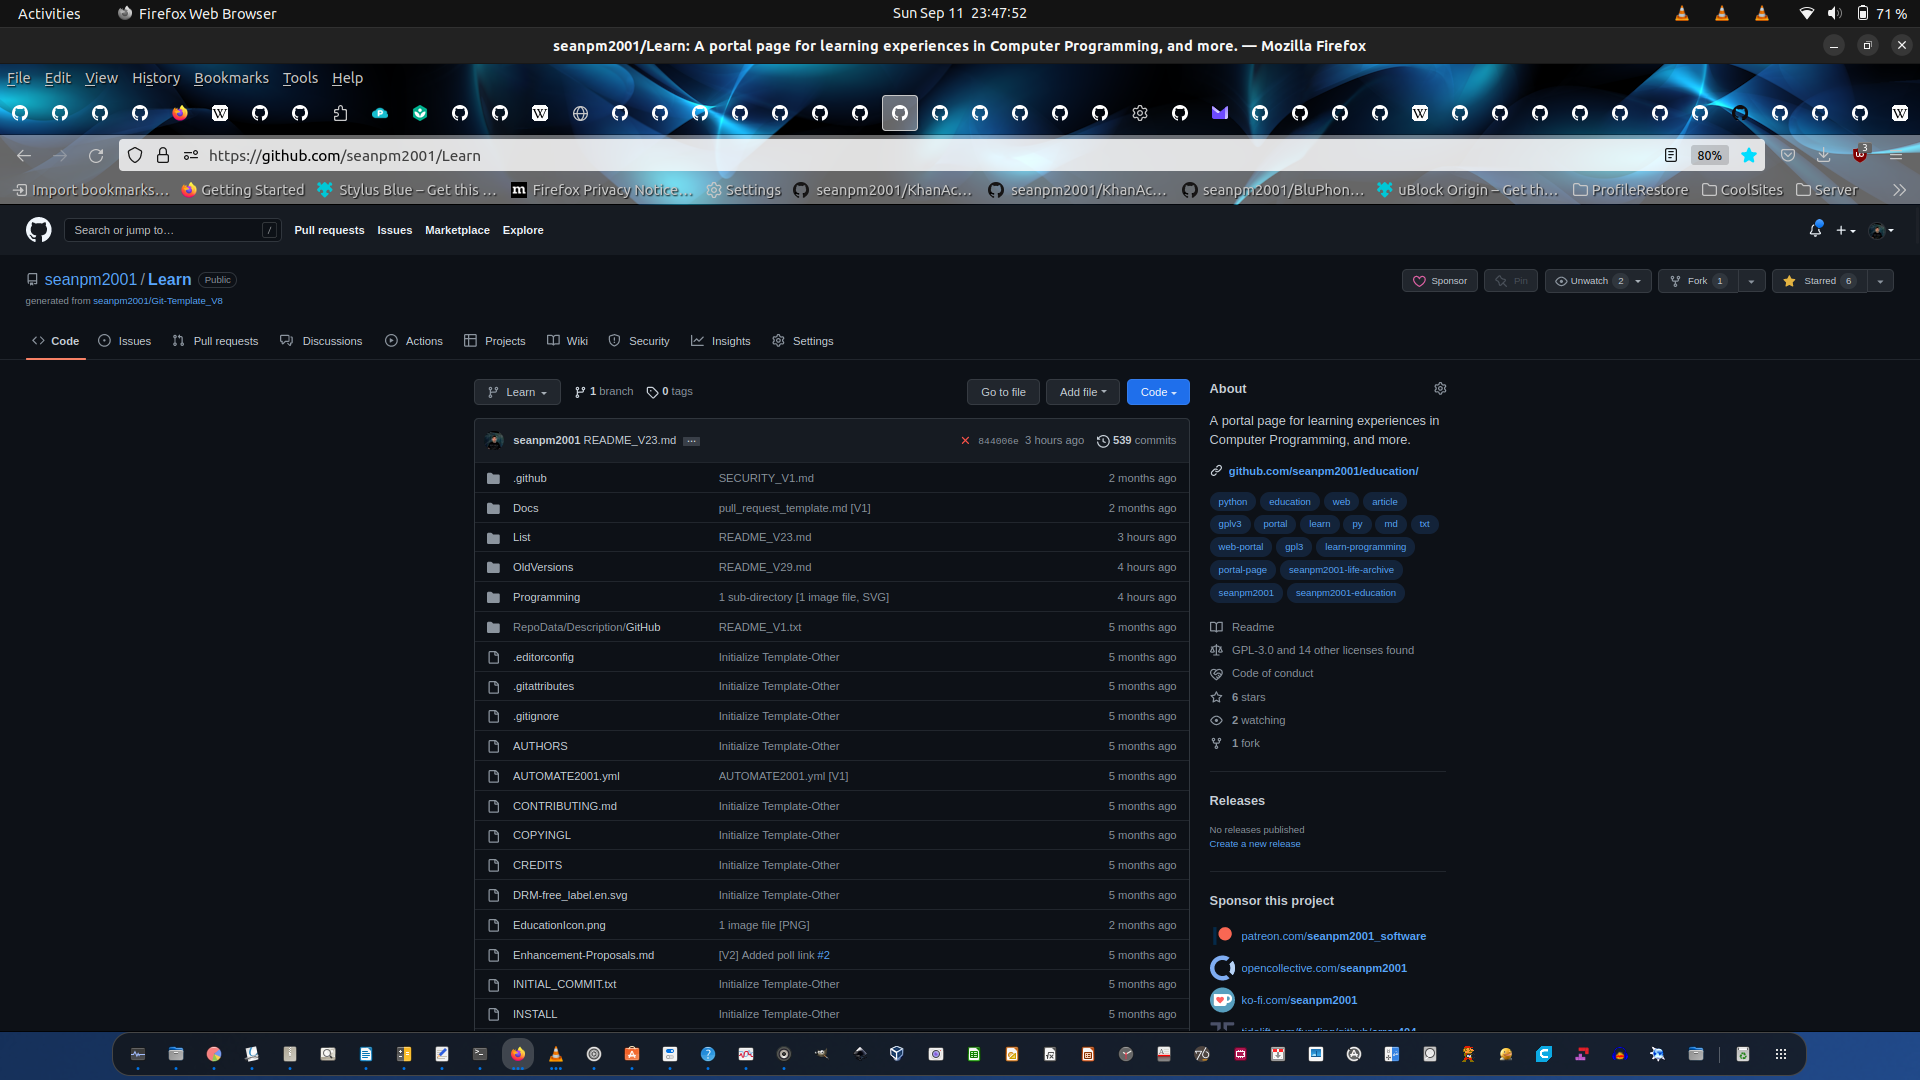 Activities Firefox Web Browser Sun Sep 11 23:47:52 71 %
seanpm2001/Learn: A portal page for learning experiences in Computer Programming, and more. — Mozilla Firefox
File Edit View History Bookmarks Tools Help
https://github.com/seanpm2001/Learn 80% 3
Import bookmarks… Getting Started Stylus Blue – Get this … Firefox Privacy Notice… Settings seanpm2001/KhanAc… seanpm2001/KhanAc… seanpm2001/BluPhon… uBlock Origin – Get th… ProfileRestore CoolSites Server
Search or jump to… / Pull requests Issues Marketplace Explore
seanpm2001 / Learn Public Sponsor Pin Unwatch 2 Fork 1 Starred 6
generated from seanpm2001/Git-Template_V8
Code Issues Pull requests Discussions Actions Projects Wiki Security Insights Settings
Learn 1 branch 0 tags Go to file Add file Code
seanpm2001 README_V23.md ... 844006e 3 hours ago 539 commits
.github SECURITY_V1.md 2 months ago
Docs pull_request_template.md [V1] 2 months ago
List README_V23.md 3 hours ago
OldVersions README_V29.md 4 hours ago
Programming 1 sub-directory [1 image file, SVG] 4 hours ago
RepoData/Description/GitHub README_V1.txt 5 months ago
.editorconfig Initialize Template-Other 5 months ago
.gitattributes Initialize Template-Other 5 months ago
.gitignore Initialize Template-Other 5 months ago
AUTHORS Initialize Template-Other 5 months ago
AUTOMATE2001.yml AUTOMATE2001.yml [V1] 5 months ago
CONTRIBUTING.md Initialize Template-Other 5 months ago
COPYINGL Initialize Template-Other 5 months ago
CREDITS Initialize Template-Other 5 months ago
DRM-free_label.en.svg Initialize Template-Other 5 months ago
EducationIcon.png 1 image file [PNG] 2 months ago
Enhancement-Proposals.md [V2] Added poll link #2 5 months ago
INITIAL_COMMIT.txt Initialize Template-Other 5 months ago
INSTALL Initialize Template-Other 5 months ago
About
A portal page for learning experiences in
Computer Programming, and more.
github.com/seanpm2001/education/
python education web article
gplv3 portal learn py md txt
web-portal gpl3 learn-programming
portal-page seanpm2001-life-archive
seanpm2001 seanpm2001-education
Readme
GPL-3.0 and 14 other licenses found
Code of conduct
6 stars
2 watching
1 fork
Releases
No releases published
Create a new release
Sponsor this project
patreon.com/seanpm2001_software
opencollective.com/seanpm2001
ko-fi.com/seanpm2001